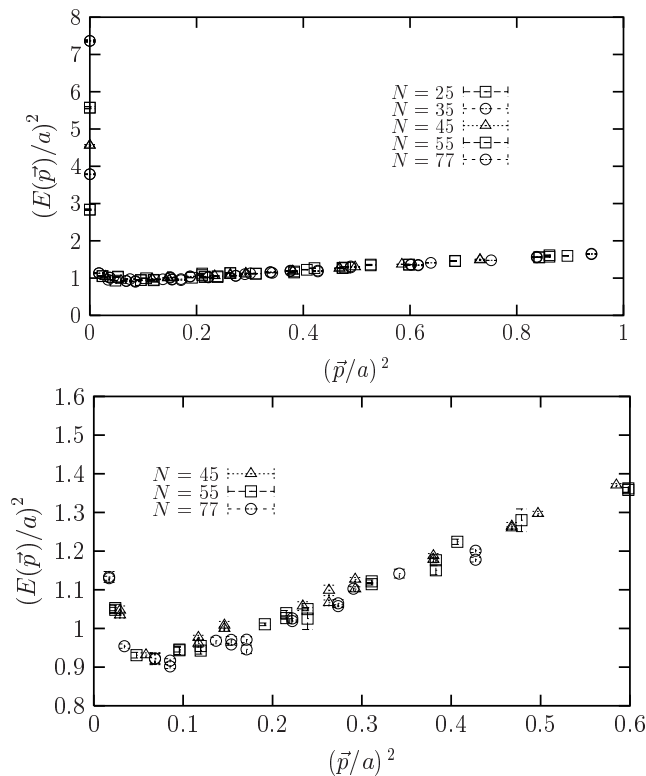 8
7
6
5
4
3
2
1
0
(E(p⃗)/a)²
N = 25
N = 35
N = 45
N = 55
N = 77
0 0.2 0.4 0.6 0.8 1
(p⃗/a)²
1.6
1.5
1.4
1.3
1.2
1.1
1.0
0.9
0.8
(E(p⃗)/a)²
N = 45
N = 55
N = 77
0 0.1 0.2 0.3 0.4 0.5 0.6
(p⃗/a)²